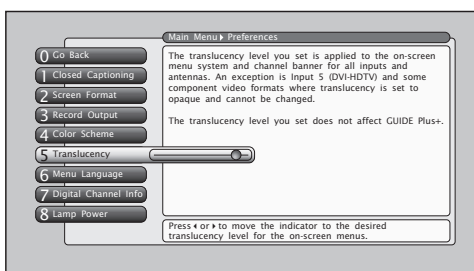 Main Menu▸ Preferences
0 Go Back
1 Closed Captioning
2 Screen Format
3 Record Output
4 Color Scheme
5 Translucency
6 Menu Language
7 Digital Channel Info
8 Lamp Power
The translucency level you set is applied to the on-screen
menu system and channel banner for all inputs and
antennas. An exception is Input 5 (DVI-HDTV) and some
component video formats where translucency is set to
opaque and cannot be changed.
The translucency level you set does not affect GUIDE Plus+.
Press ◂ or ▸ to move the indicator to the desired
translucency level for the on-screen menus.